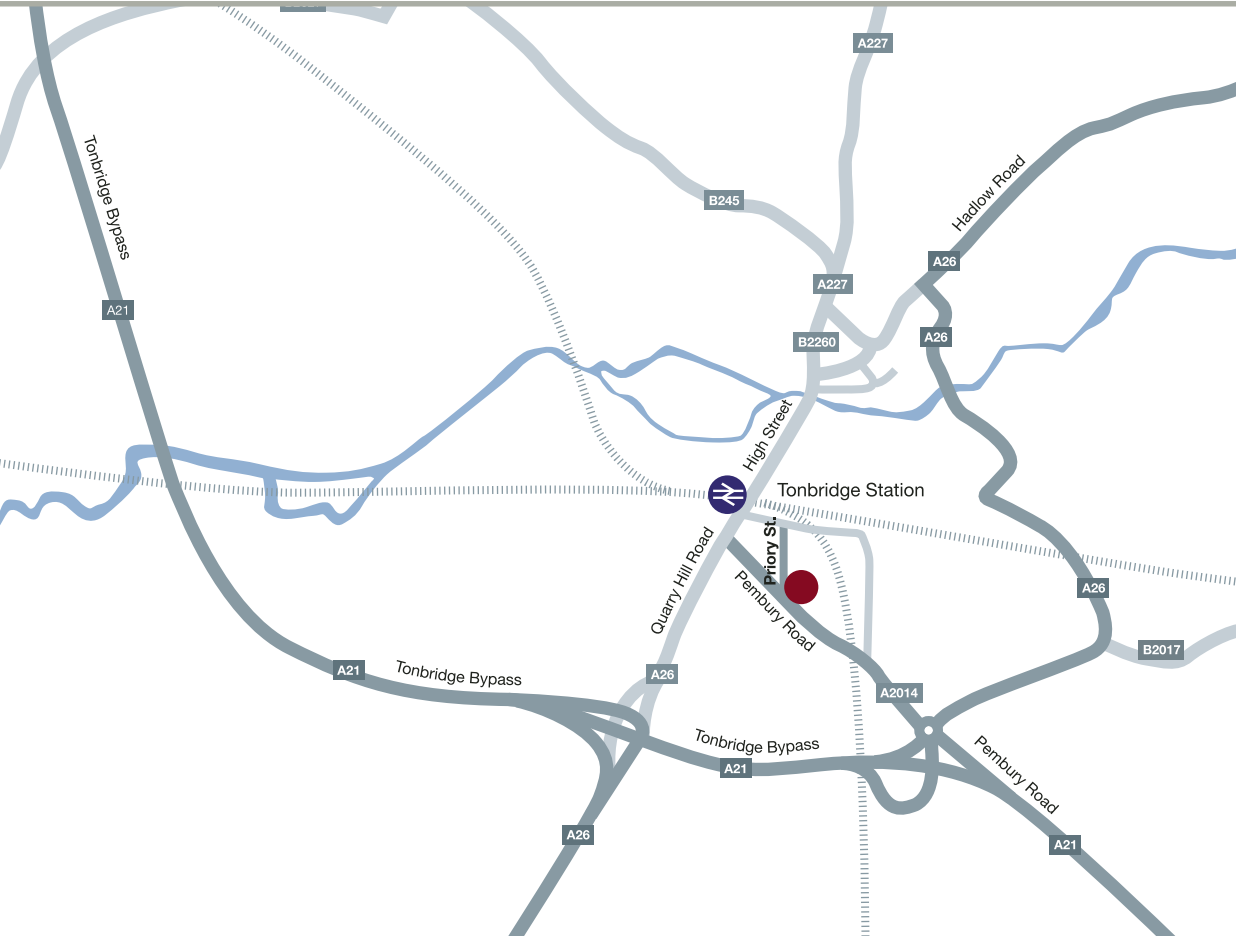 A227
Tonbridge Bypass
Hadlow Road
B245
A26
A227
A21
A26
B2260
High Street
Tonbridge Station
Priory St.
Quarry Hill Road
Pembury Road
A26
B2017
A21
Tonbridge Bypass
A26
A2014
Tonbridge Bypass
Pembury Road
A21
A26
A21